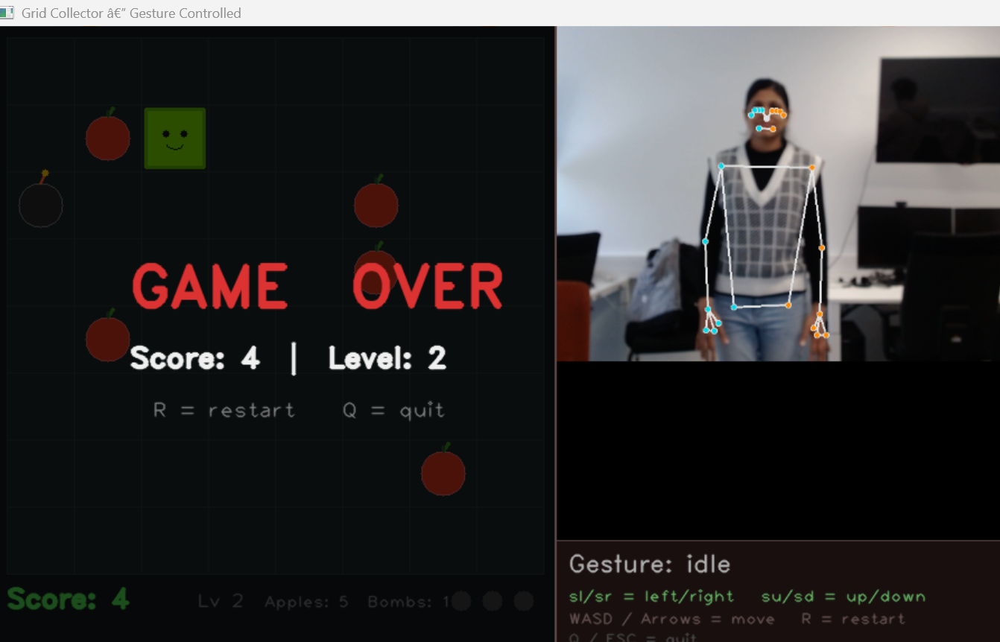 Grid Collector â€” Gesture Controlled
GAME OVER
Score: 4 | Level: 2
R = restart Q = quit
Score: 4 Lv 2 Apples: 5 Bombs: 1
Gesture: idle
sl/sr = left/right su/sd = up/down
WASD / Arrows = move R = restart
Q / ESC = quit